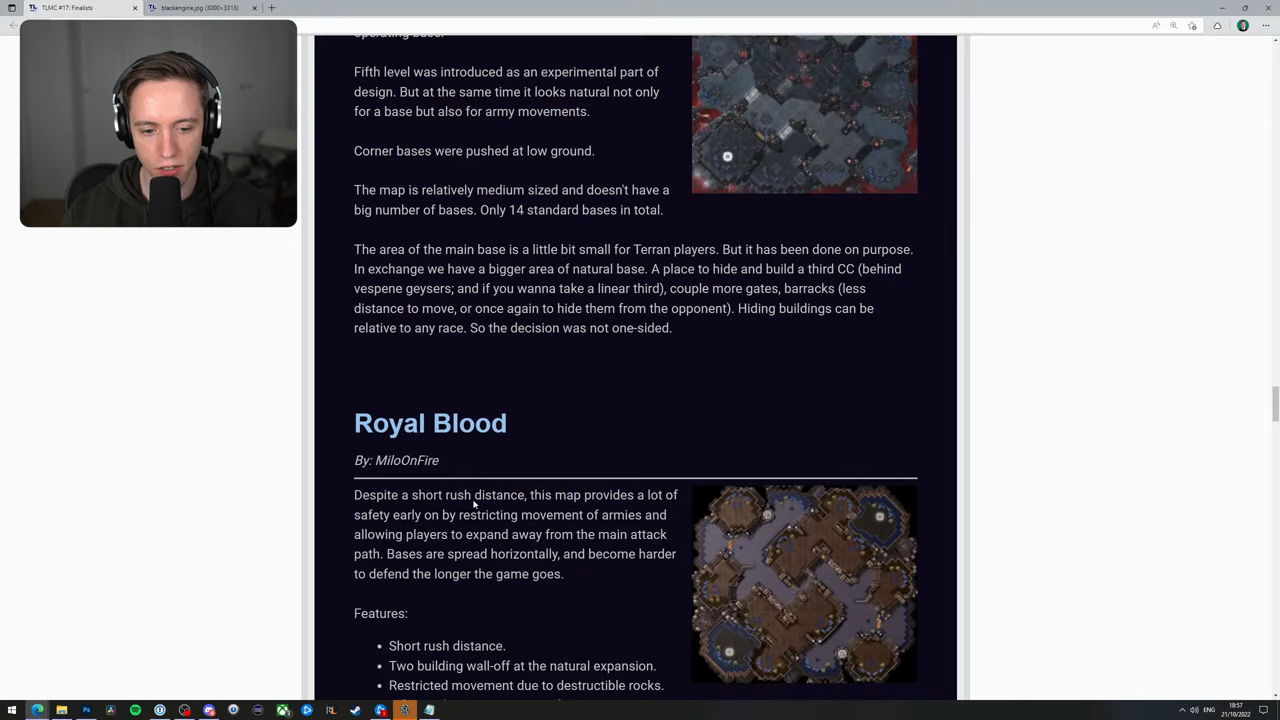 TLMC #17: Finalists
blackengine.jpg (3000×3313)
operating base.
Fifth level was introduced as an experimental part of
design. But at the same time it looks natural not only
for a base but also for army movements.
Corner bases were pushed at low ground.
The map is relatively medium sized and doesn't have a
big number of bases. Only 14 standard bases in total.
The area of the main base is a little bit small for Terran players. But it has been done on purpose.
In exchange we have a bigger area of natural base. A place to hide and build a third CC (behind
vespene geysers; and if you wanna take a linear third), couple more gates, barracks (less
distance to move, or once again to hide them from the opponent). Hiding buildings can be
relative to any race. So the decision was not one-sided.
Royal Blood
By: MiloOnFire
Despite a short rush distance, this map provides a lot of
safety early on by restricting movement of armies and
allowing players to expand away from the main attack
path. Bases are spread horizontally, and become harder
to defend the longer the game goes.
Features:
• Short rush distance.
• Two building wall-off at the natural expansion.
• Restricted movement due to destructible rocks.
ENG
18:57
21/10/2022